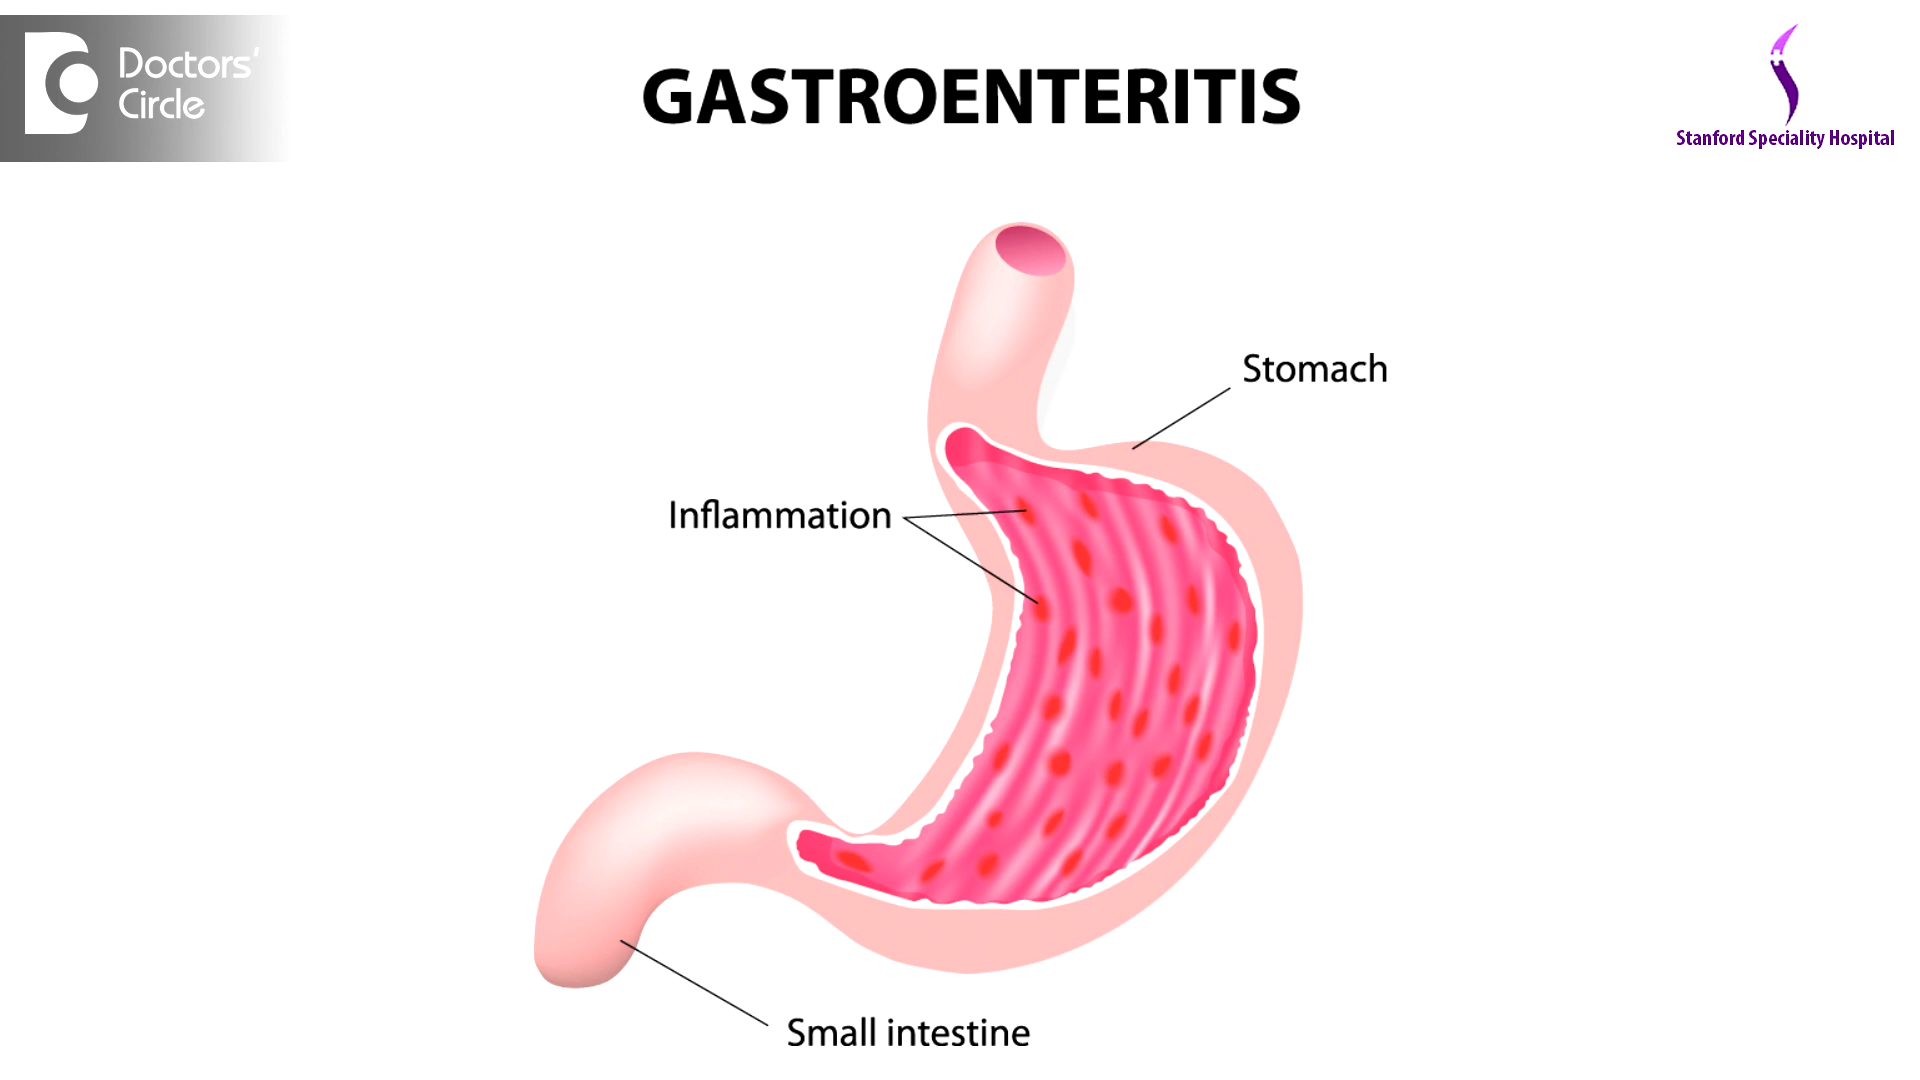 Doctors'
Circle
GASTROENTERITIS
Stanford Speciality Hospital
Stomach
Inflammation
Small intestine